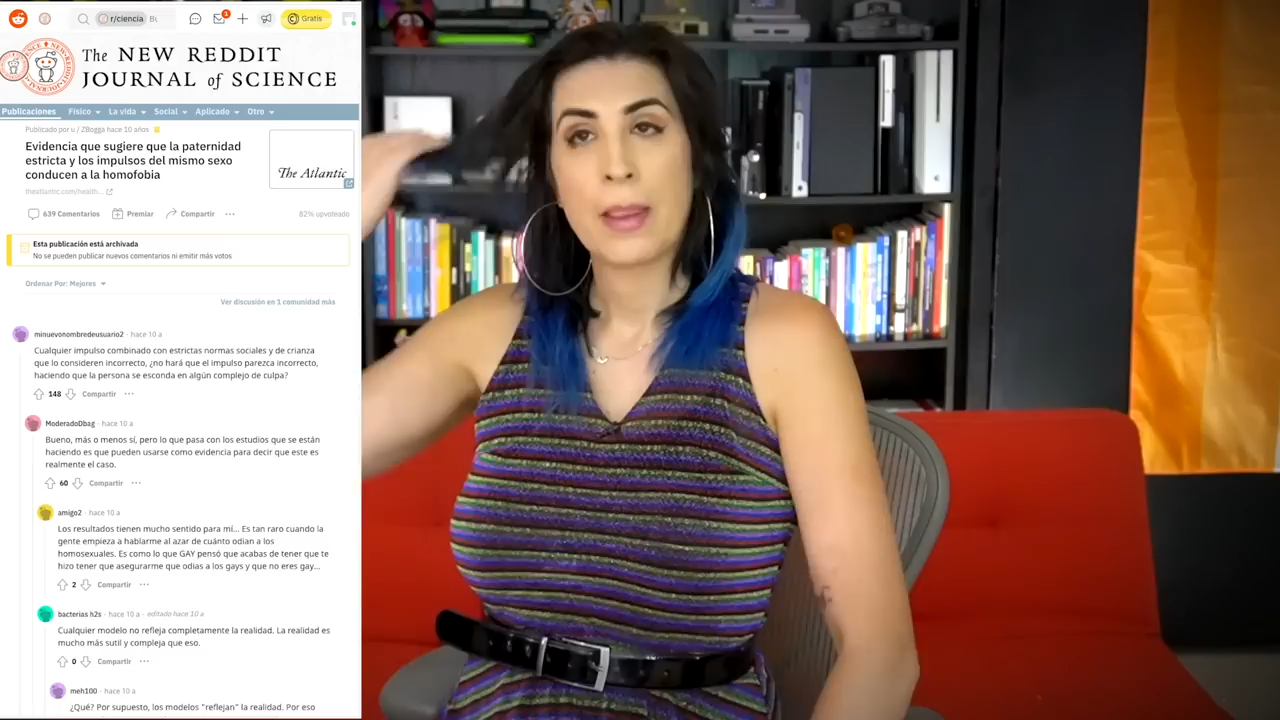 r/ciencia
1
Gratis
The NEW REDDIT
JOURNAL of SCIENCE
Publicaciones Físico La vida Social Aplicado Otro
Publicado por u / ZBogga hace 10 años
Evidencia que sugiere que la paternidad
estricta y los impulsos del mismo sexo
conducen a la homofobia
The Atlantic
theatlantic.com/health...
639 Comentarios Premiar Compartir ... 82% upvoteado
Esta publicación está archivada
No se pueden publicar nuevos comentarios ni emitir más votos
Ordenar Por: Mejores
Ver discusión en 1 comunidad más
minuevonombredeusuario2 · hace 10 a
Cualquier impulso combinado con estrictas normas sociales y de crianza
que lo consideren incorrecto, ¿no hará que el impulso parezca incorrecto,
haciendo que la persona se esconda en algún complejo de culpa?
148 Compartir ...
ModeradoDbag · hace 10 a
Bueno, más o menos sí, pero lo que pasa con los estudios que se están
haciendo es que pueden usarse como evidencia para decir que este es
realmente el caso.
60 Compartir ...
amigo2 · hace 10 a
Los resultados tienen mucho sentido para mí... Es tan raro cuando la
gente empieza a hablarme al azar de cuánto odian a los
homosexuales. Es como lo que GAY pensó que acabas de tener que te
hizo tener que asegurarme que odias a los gays y que no eres gay...
2 Compartir ...
bacterias h2s · hace 10 a · editado hace 10 a
Cualquier modelo no refleja completamente la realidad. La realidad es
mucho más sutil y compleja que eso.
0 Compartir ...
meh100 · hace 10 a
¿Qué? Por supuesto, los modelos "reflejan" la realidad. Por eso